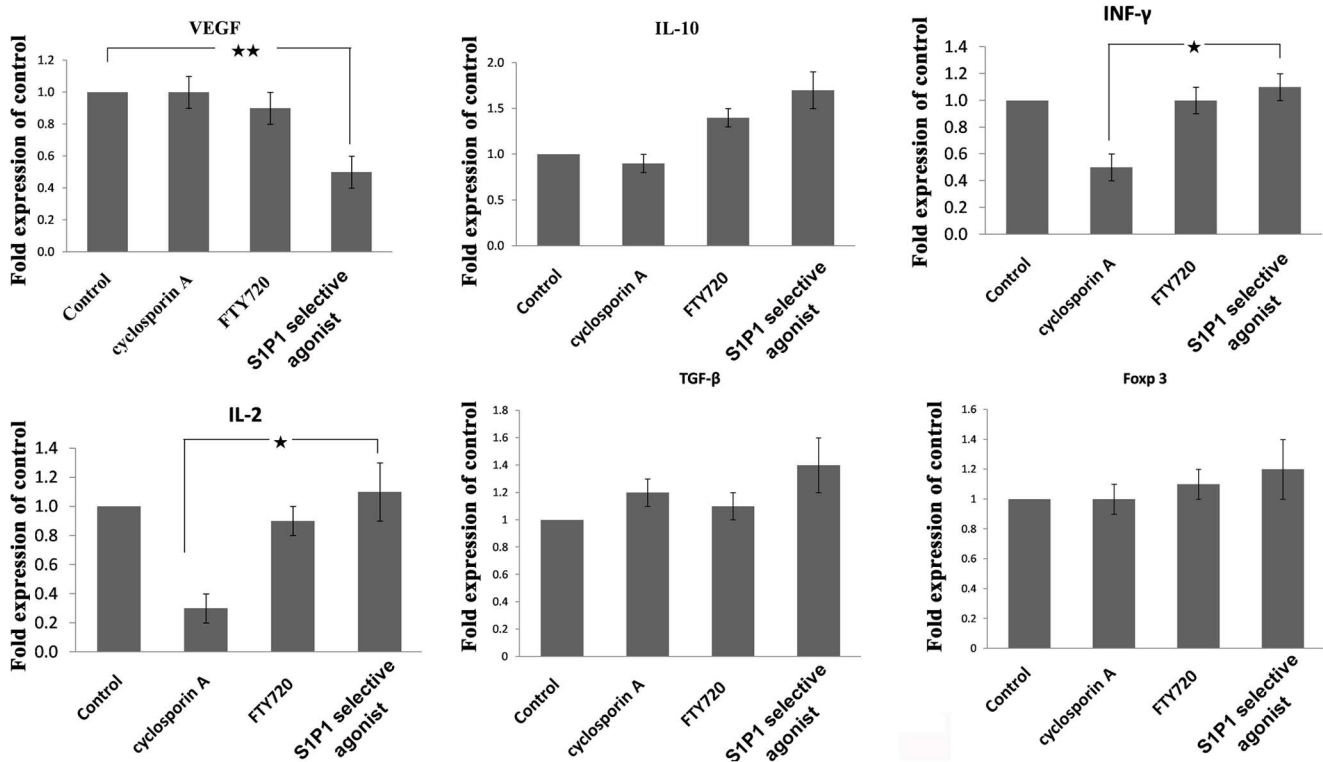 VEGF
★★
Fold expression of control
1.2
1.0
0.8
0.6
0.4
0.2
0.0
Control
cyclosporin A
FTY720
S1P1 selective
agonist
IL-10
Fold expression of control
2.0
1.5
1.0
0.5
0.0
Control
cyclosporin A
FTY720
S1P1 selective
agonist
INF-γ
★
Fold expression of control
1.4
1.2
1.0
0.8
0.6
0.4
0.2
0.0
Control
cyclosporin A
FTY720
S1P1 selective
agonist
IL-2
★
Fold expression of control
1.4
1.2
1.0
0.8
0.6
0.4
0.2
0.0
Control
cyclosporin A
FTY720
S1P1 selective
agonist
TGF-β
Fold expression of control
1.8
1.6
1.4
1.2
1
0.8
0.6
0.4
0.2
0
Control
cyclosporin A
FTY720
S1P1 selective
agonist
Foxp 3
Fold expression of control
1.6
1.4
1.2
1
0.8
0.6
0.4
0.2
0
Control
cyclosporin A
FTY720
S1P1 selective
agonist